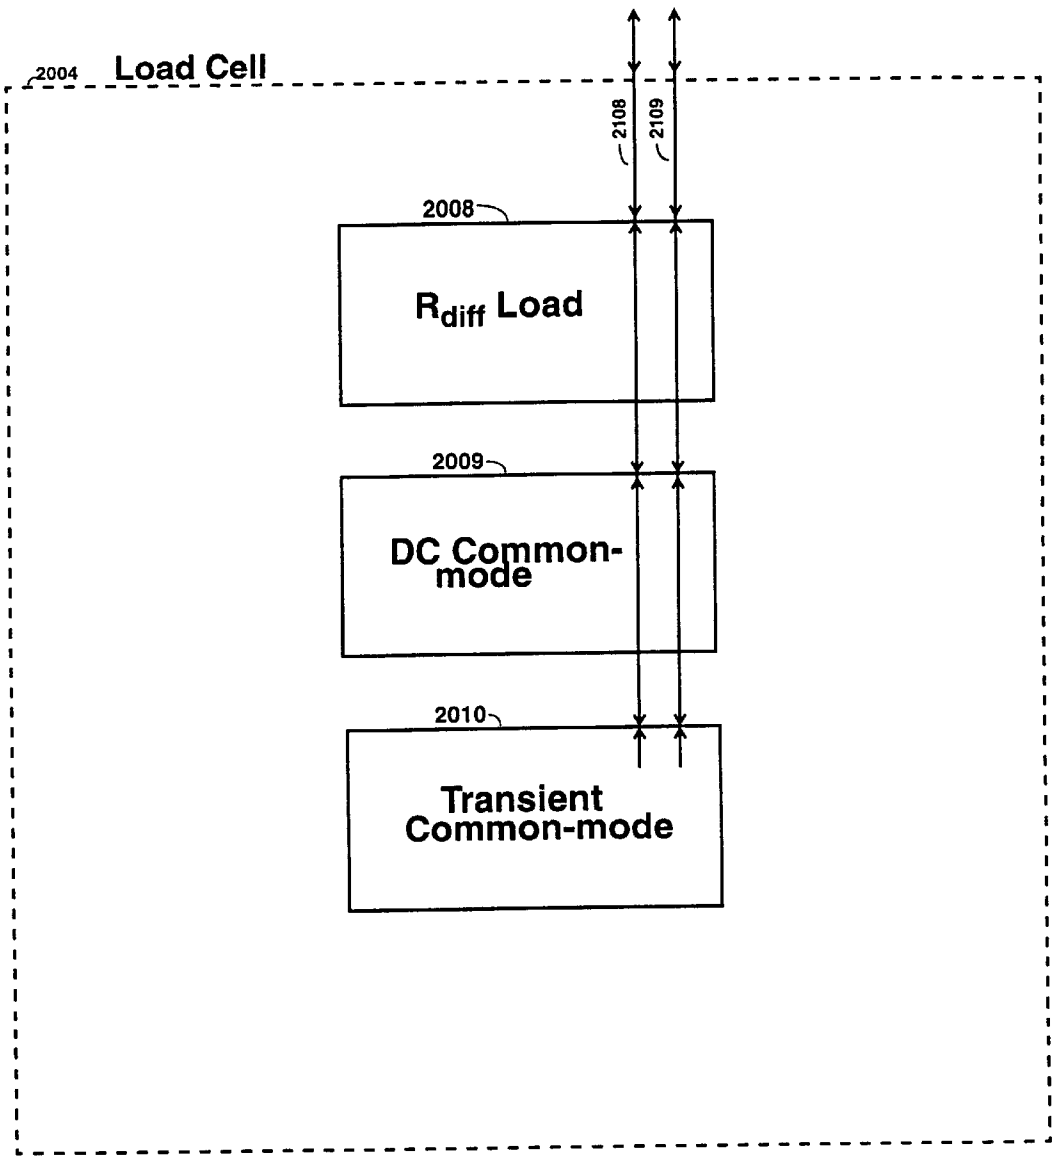 2004 Load Cell
2108
2109
2008
Rdiff Load
2009
DC Common-
mode
2010
Transient
Common-mode